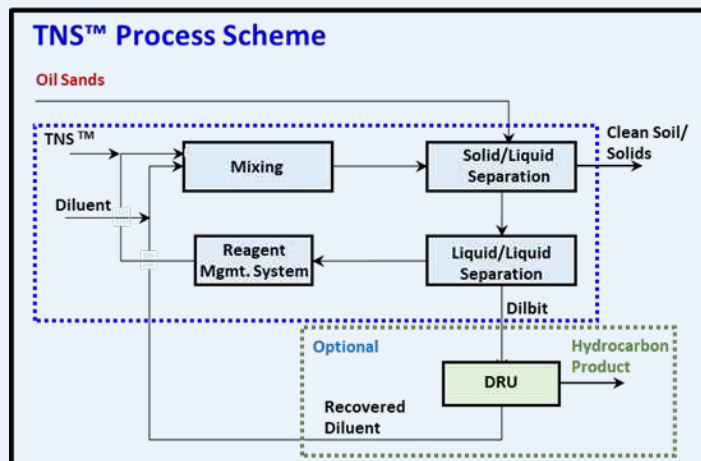 TNS™ Process Scheme
Oil Sands
TNS™
Mixing
Solid/Liquid
Separation
Clean Soil/
Solids
Diluent
Reagent
Mgmt. System
Liquid/Liquid
Separation
Dilbit
Optional
DRU
Hydrocarbon
Product
Recovered
Diluent